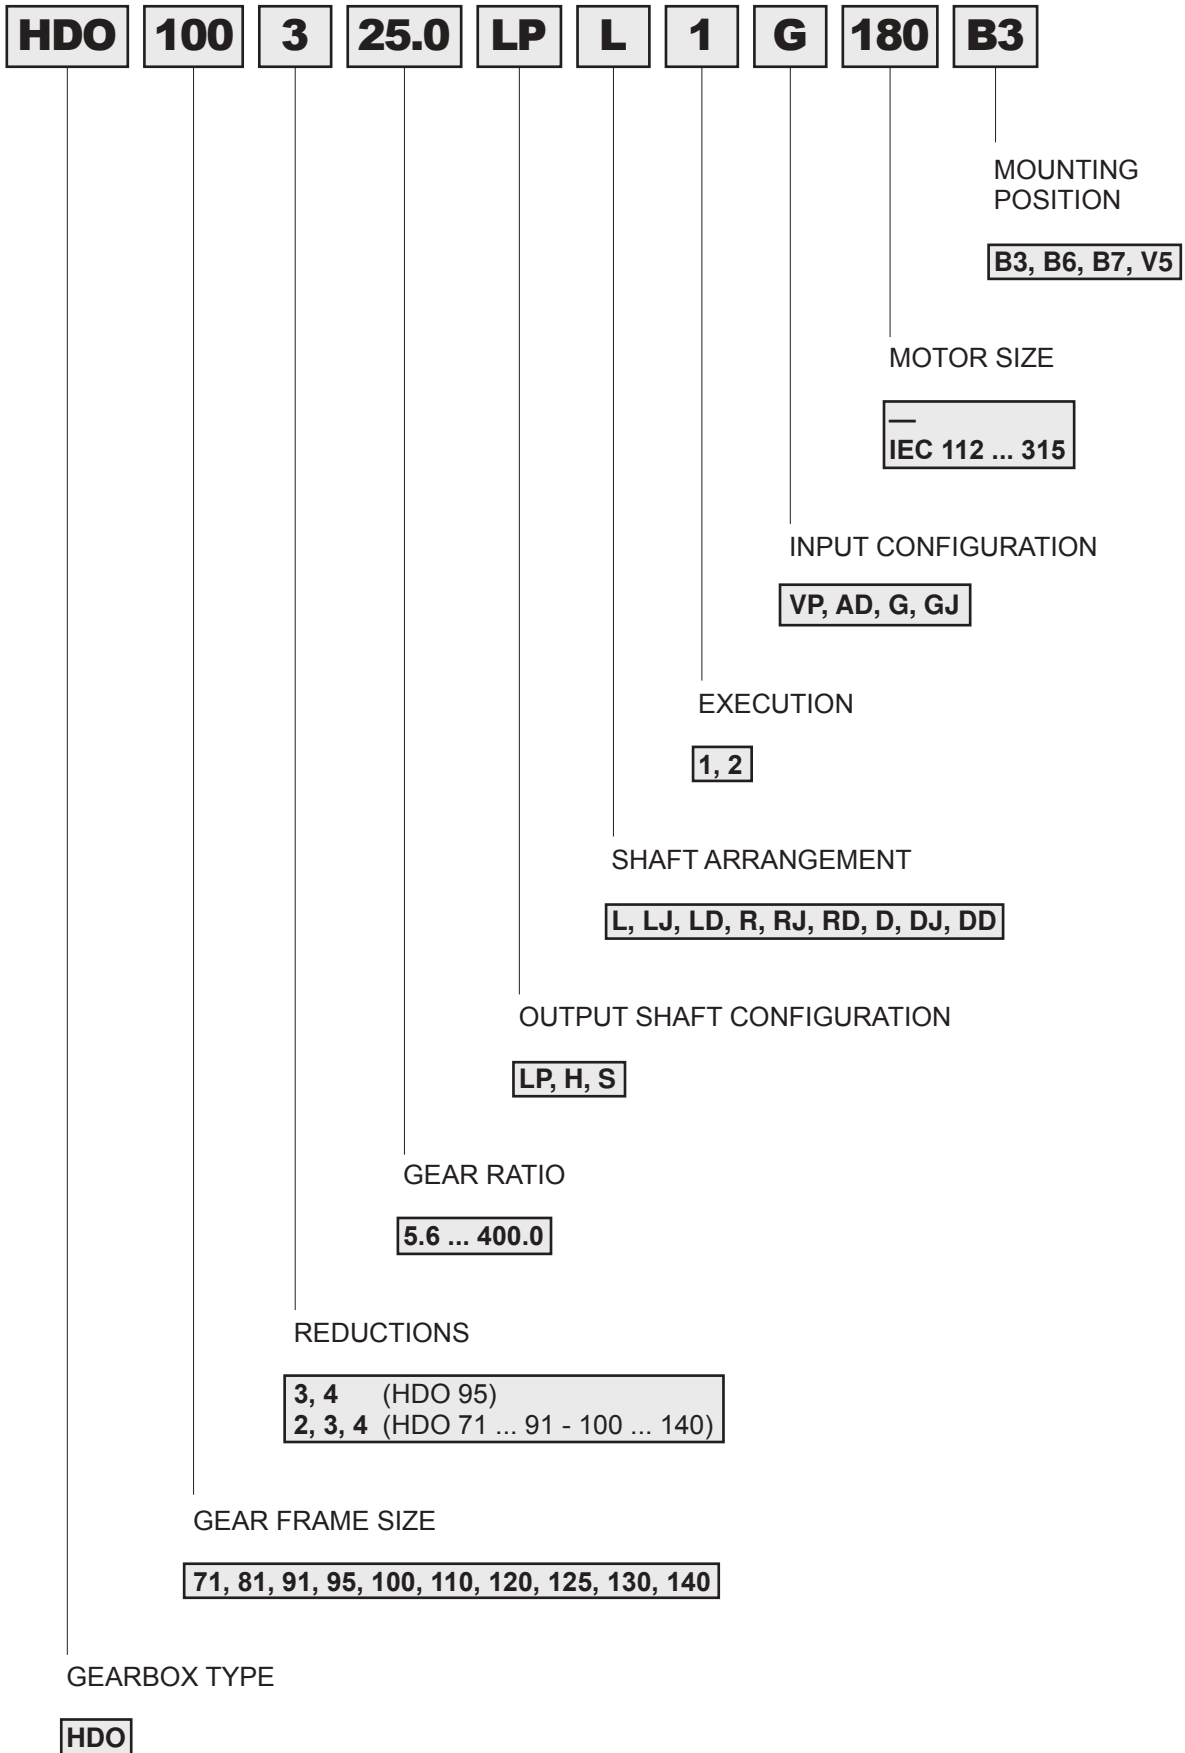 HDO 100 3 25.0 LP L 1 G 180 B3
MOUNTING
POSITION
B3, B6, B7, V5
MOTOR SIZE
—
IEC 112 ... 315
INPUT CONFIGURATION
VP, AD, G, GJ
EXECUTION
1, 2
SHAFT ARRANGEMENT
L, LJ, LD, R, RJ, RD, D, DJ, DD
OUTPUT SHAFT CONFIGURATION
LP, H, S
GEAR RATIO
5.6 ... 400.0
REDUCTIONS
3, 4 (HDO 95)
2, 3, 4 (HDO 71 ... 91 - 100 ... 140)
GEAR FRAME SIZE
71, 81, 91, 95, 100, 110, 120, 125, 130, 140
GEARBOX TYPE
HDO